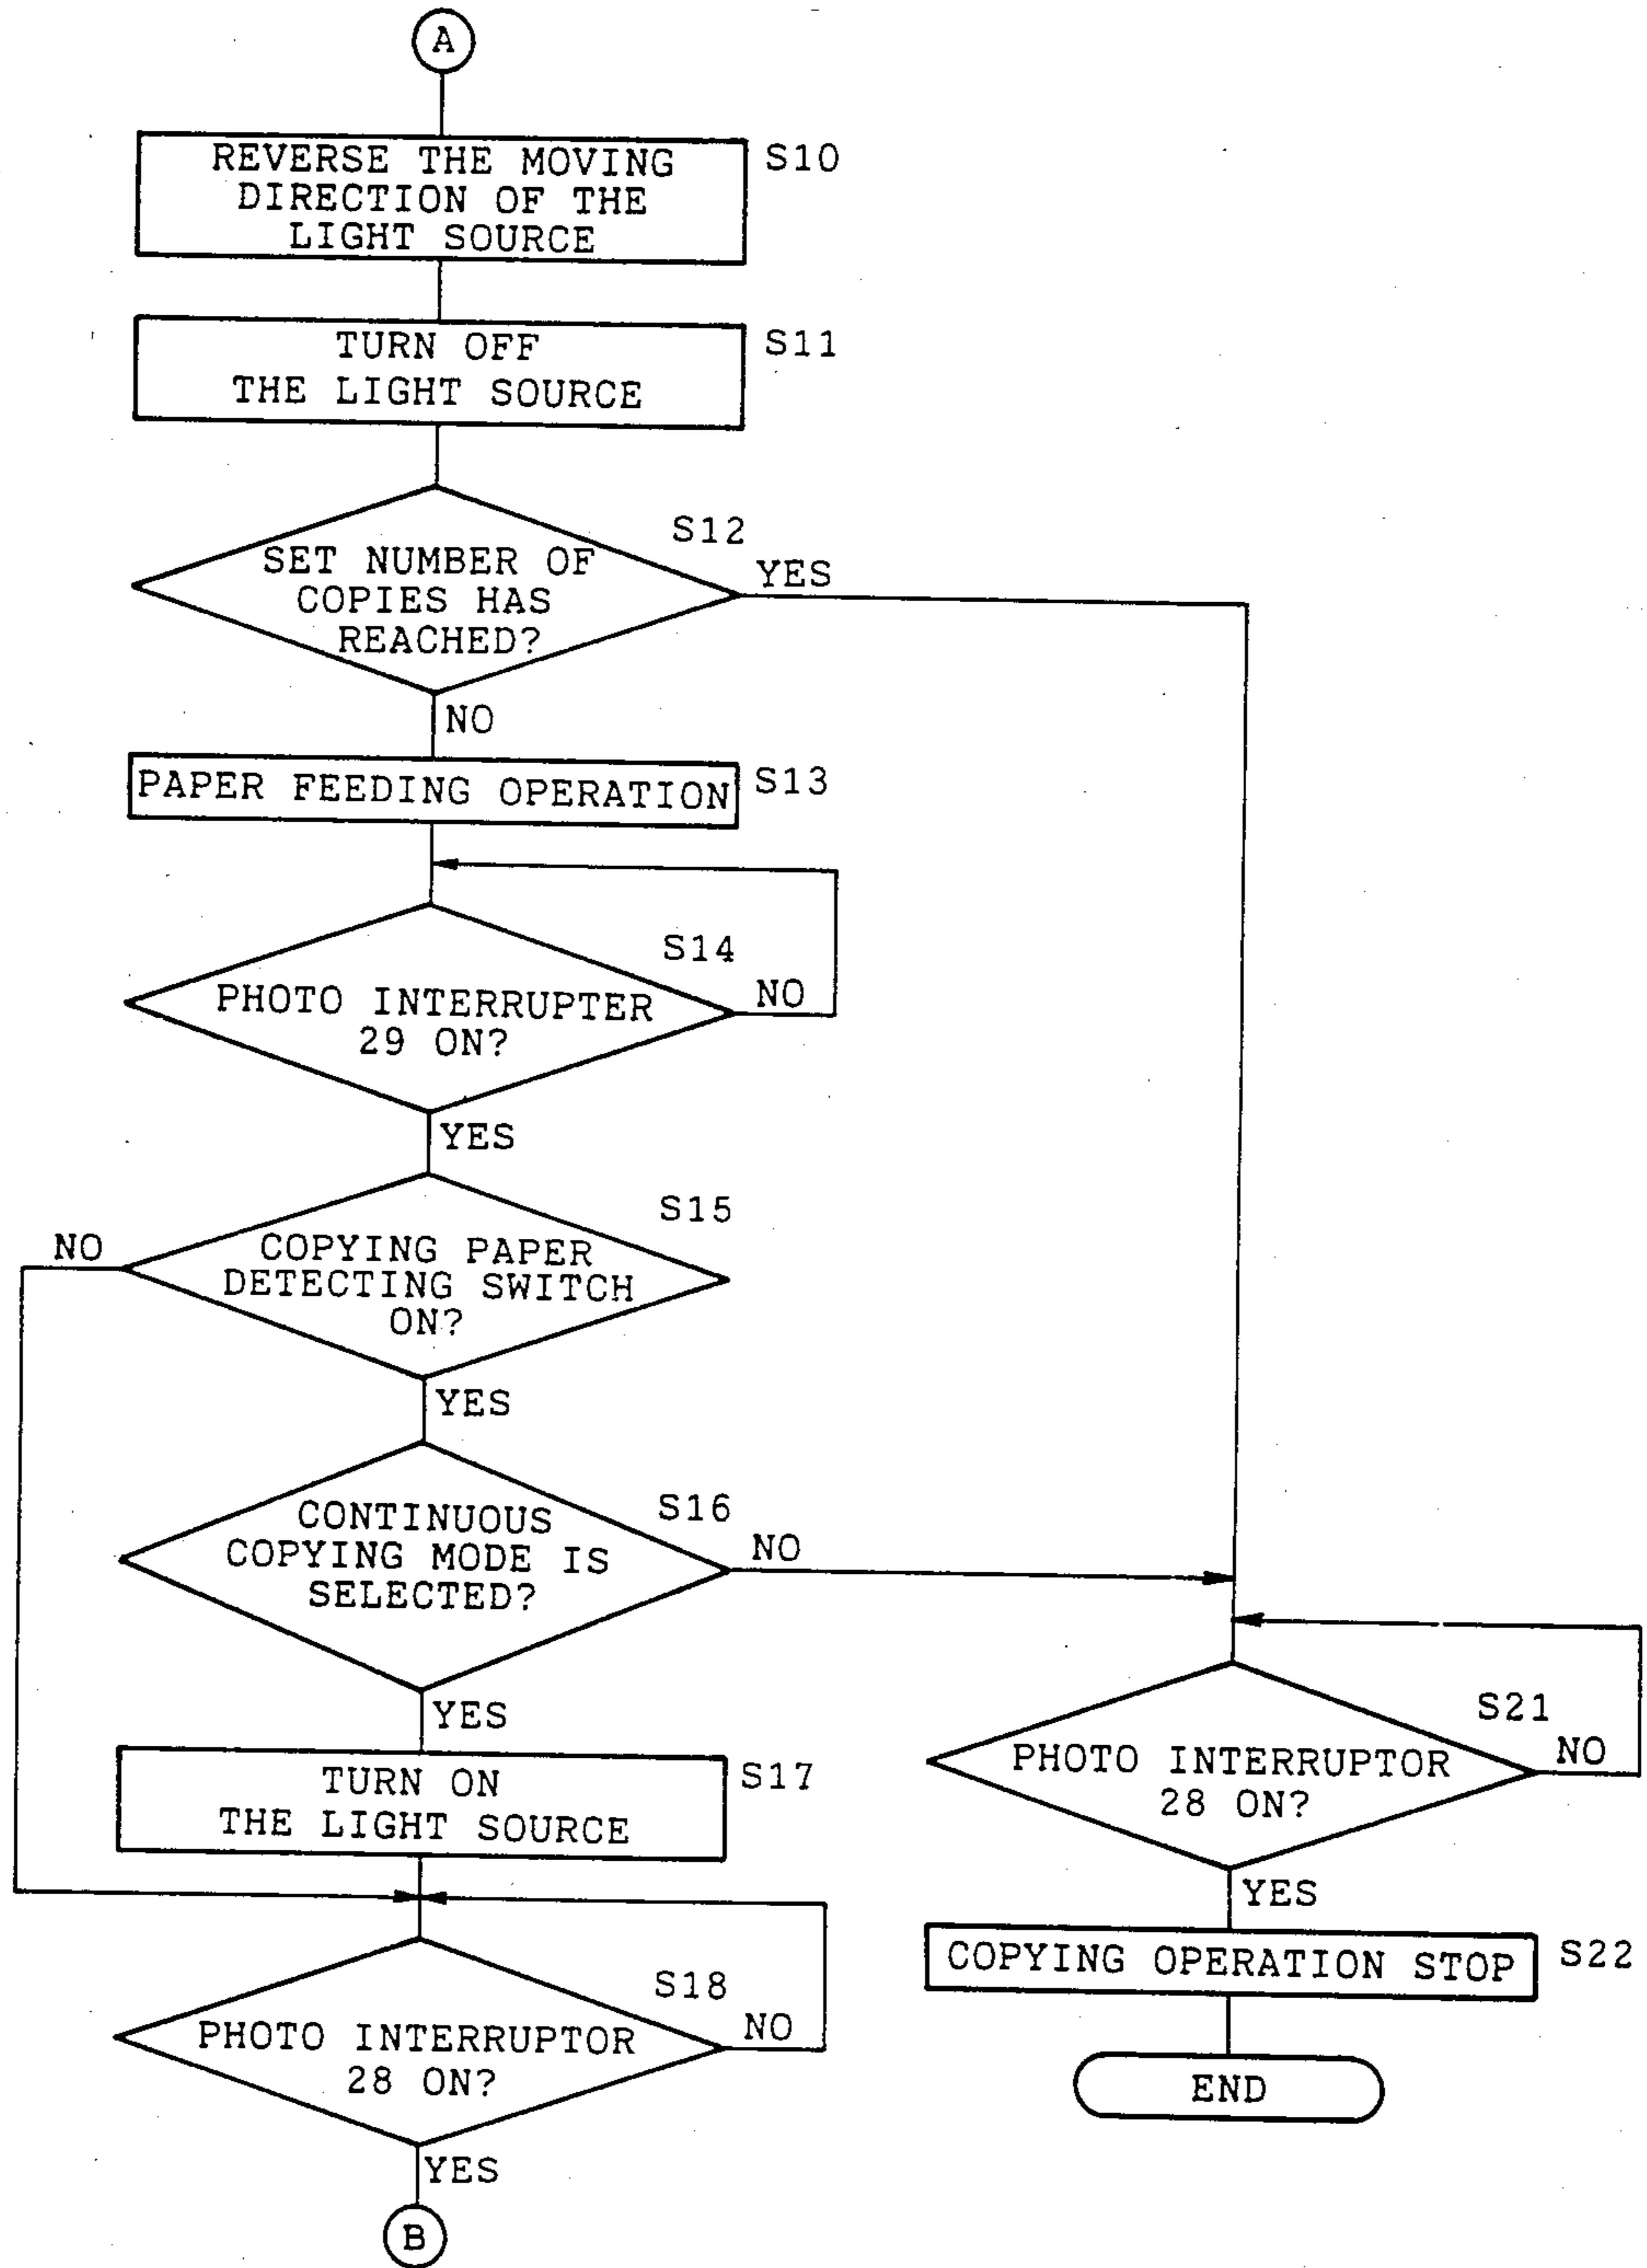 A
REVERSE THE MOVING
DIRECTION OF THE
LIGHT SOURCE
S10
TURN OFF
THE LIGHT SOURCE
S11
S12
SET NUMBER OF
COPIES HAS
REACHED?
YES
NO
PAPER FEEDING OPERATION
S13
S14
PHOTO INTERRUPTER
29 ON?
NO
YES
S15
NO
COPYING PAPER
DETECTING SWITCH
ON?
YES
S16
CONTINUOUS
COPYING MODE IS
SELECTED?
NO
YES
TURN ON
THE LIGHT SOURCE
S17
S18
PHOTO INTERRUPTOR
28 ON?
NO
YES
B
S21
PHOTO INTERRUPTOR
28 ON?
NO
YES
COPYING OPERATION STOP
S22
END